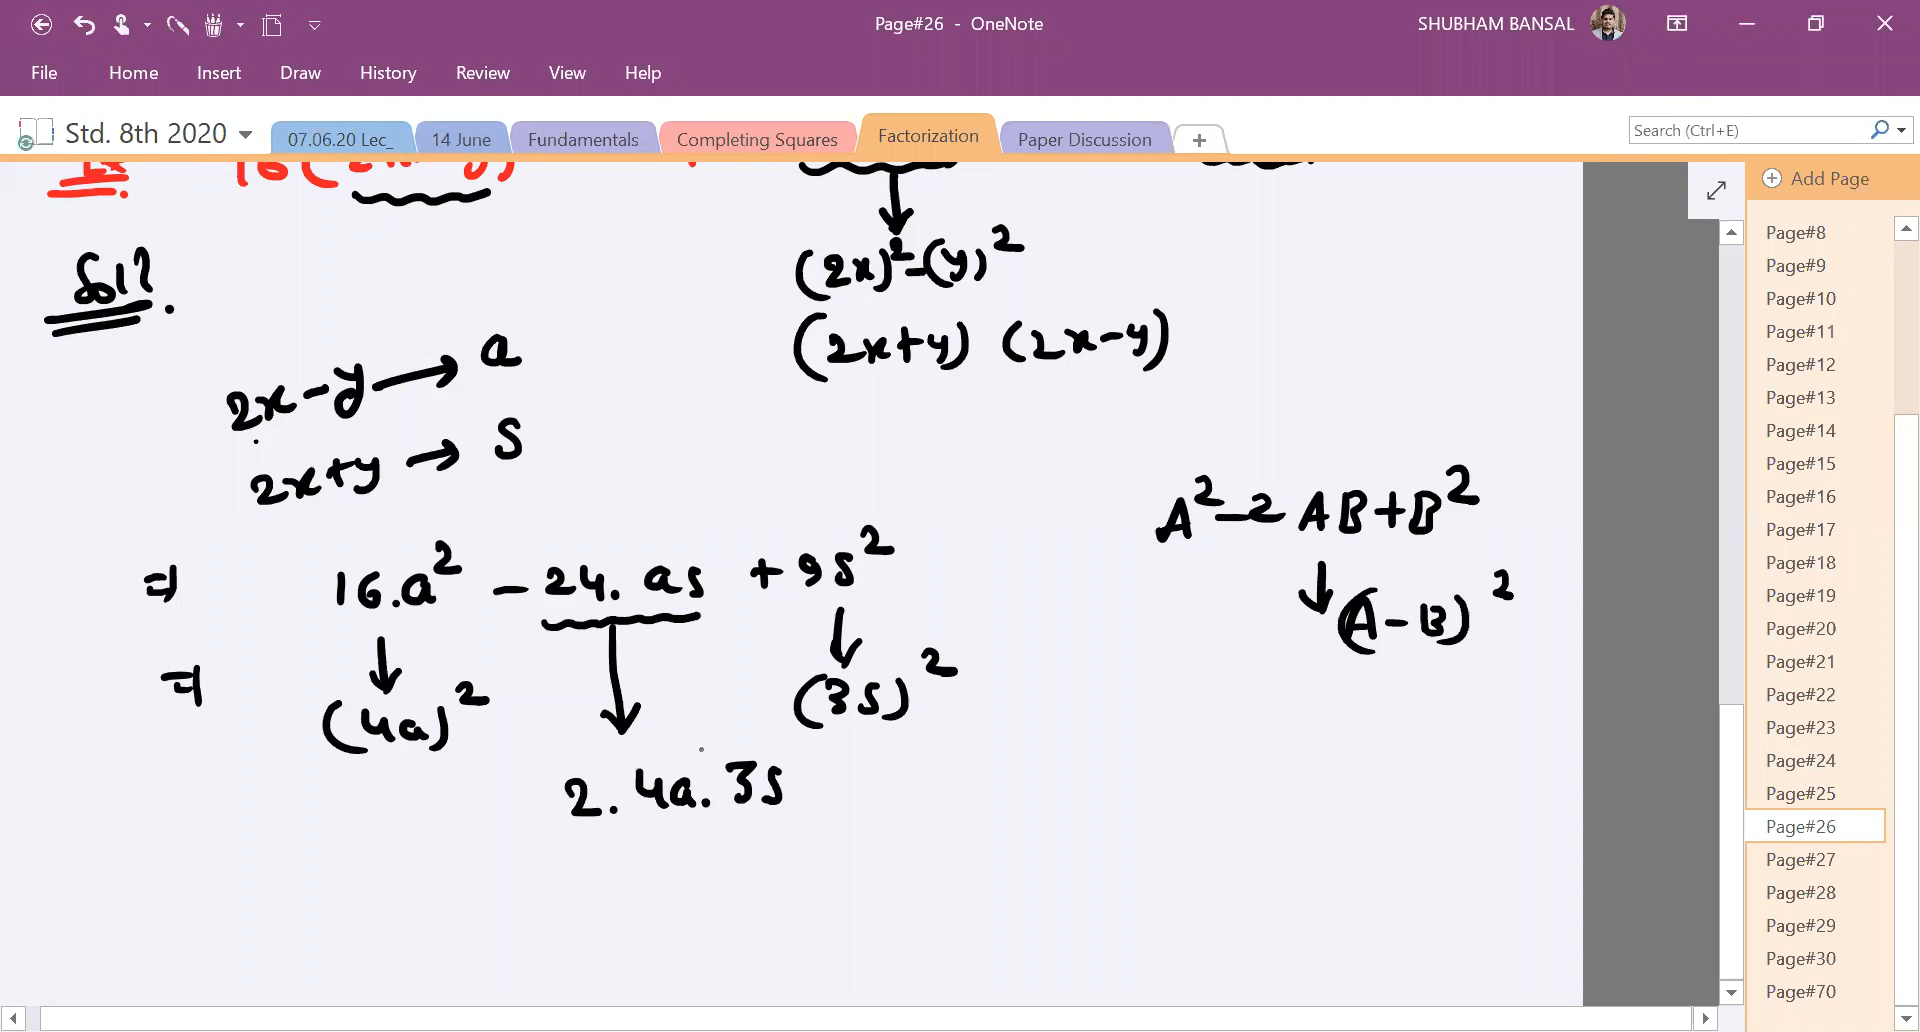 Page#26 - OneNote
SHUBHAM BANSAL
File Home Insert Draw History Review View Help
Std. 8th 2020
07.06.20 Lec_
14 June
Fundamentals
Completing Squares
Factorization
Paper Discussion
Search (Ctrl+E)
Add Page
Page#8
Page#9
Page#10
Page#11
Page#12
Page#13
Page#14
Page#15
Page#16
Page#17
Page#18
Page#19
Page#20
Page#21
Page#22
Page#23
Page#24
Page#25
Page#26
Page#27
Page#28
Page#29
Page#30
Page#70
(2x)²-(y)²
(2x+y) (2x-y)
2x-y → a
2x+y → S
A²-2AB+B²
↓ (A-B)²
⇒ 16.a² - 24.as + 9s²
⇒ (4a)² (3s)²
2.4a.3s